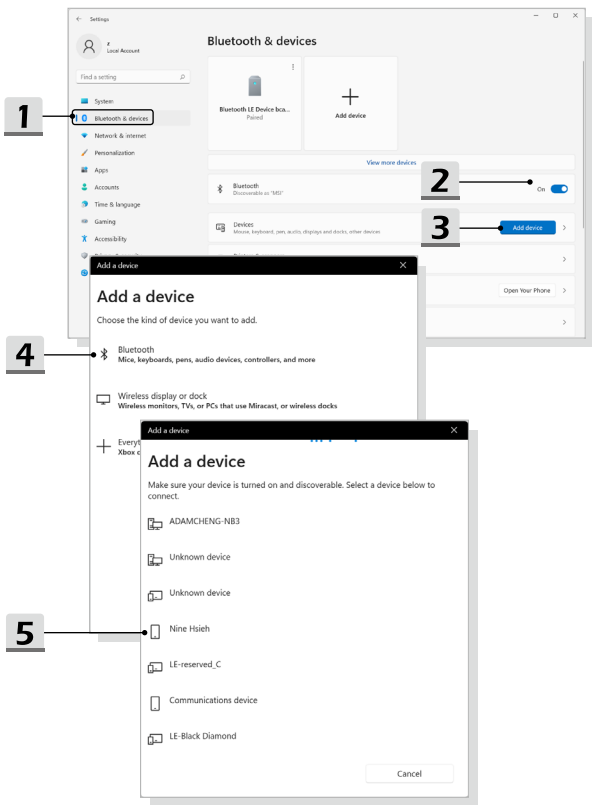 Settings
z
Local Account
Find a setting
System
Bluetooth & devices
Network & internet
Personalization
Apps
Accounts
Time & language
Gaming
Accessibility
Bluetooth & devices
Bluetooth LE Device bca...
Paired
Add device
View more devices
Bluetooth
Discoverable as "MSI"
On
Devices
Mouse, keyboard, pen, audio, displays and docks, other devices
Add device
Open Your Phone
1
2
3
Add a device
Add a device
Choose the kind of device you want to add.
4
Bluetooth
Mice, keyboards, pens, audio devices, controllers, and more
Wireless display or dock
Wireless monitors, TVs, or PCs that use Miracast, or wireless docks
Everyt
Xbox c
Add a device
Add a device
Make sure your device is turned on and discoverable. Select a device below to
connect.
ADAMCHENG-NB3
Unknown device
Unknown device
5
Nine Hsieh
LE-reserved_C
Communications device
LE-Black Diamond
Cancel